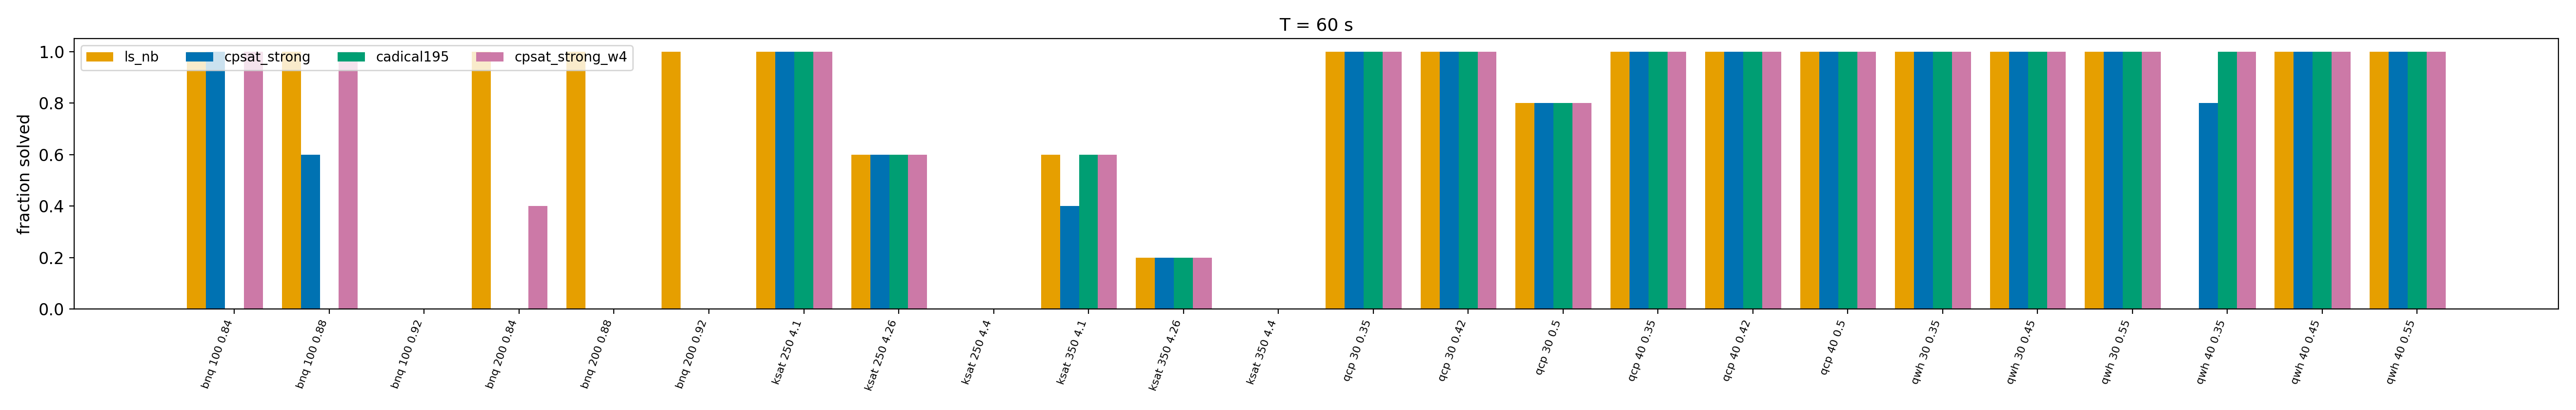 T = 60 s
ls_nb cpsat_strong cadical195 cpsat_strong_w4
fraction solved
1.0
0.8
0.6
0.4
0.2
0.0
bnq 100 0.84
bnq 100 0.88
bnq 100 0.92
bnq 200 0.84
bnq 200 0.88
bnq 200 0.92
ksat 250 4.1
ksat 250 4.26
ksat 250 4.4
ksat 350 4.1
ksat 350 4.26
ksat 350 4.4
qcp 30 0.35
qcp 30 0.42
qcp 30 0.5
qcp 40 0.35
qcp 40 0.42
qcp 40 0.5
qwh 30 0.35
qwh 30 0.45
qwh 30 0.55
qwh 40 0.35
qwh 40 0.45
qwh 40 0.55